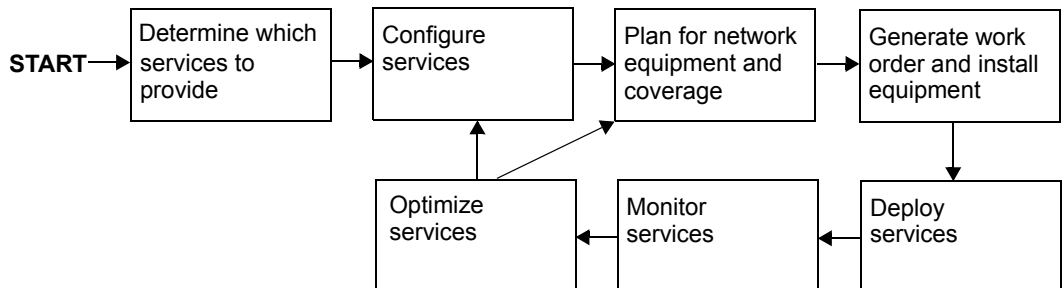 START
Determine which
services to
provide
Configure
services
Plan for network
equipment and
coverage
Generate work
order and install
equipment
Optimize
services
Monitor
services
Deploy
services